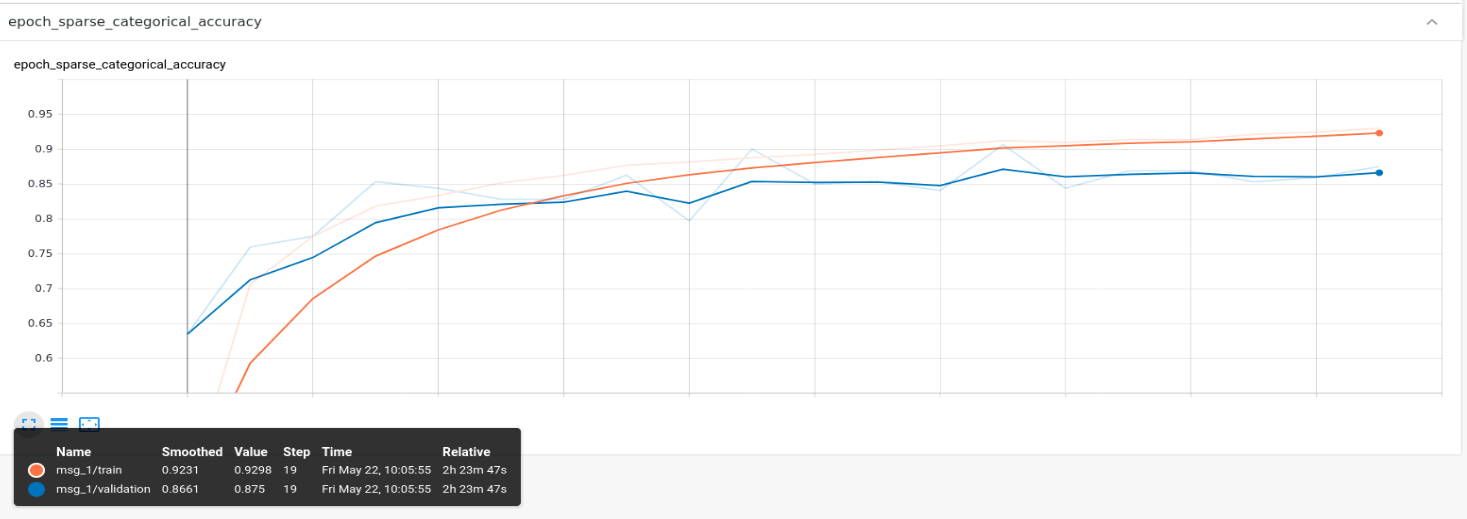 epoch_sparse_categorical_accuracy
epoch_sparse_categorical_accuracy
0.95
0.9
0.85
0.8
0.75
0.7
0.65
0.6
Name Smoothed Value Step Time Relative
msg_1/train 0.9231 0.9298 19 Fri May 22, 10:05:55 2h 23m 47s
msg_1/validation 0.8661 0.875 19 Fri May 22, 10:05:55 2h 23m 47s